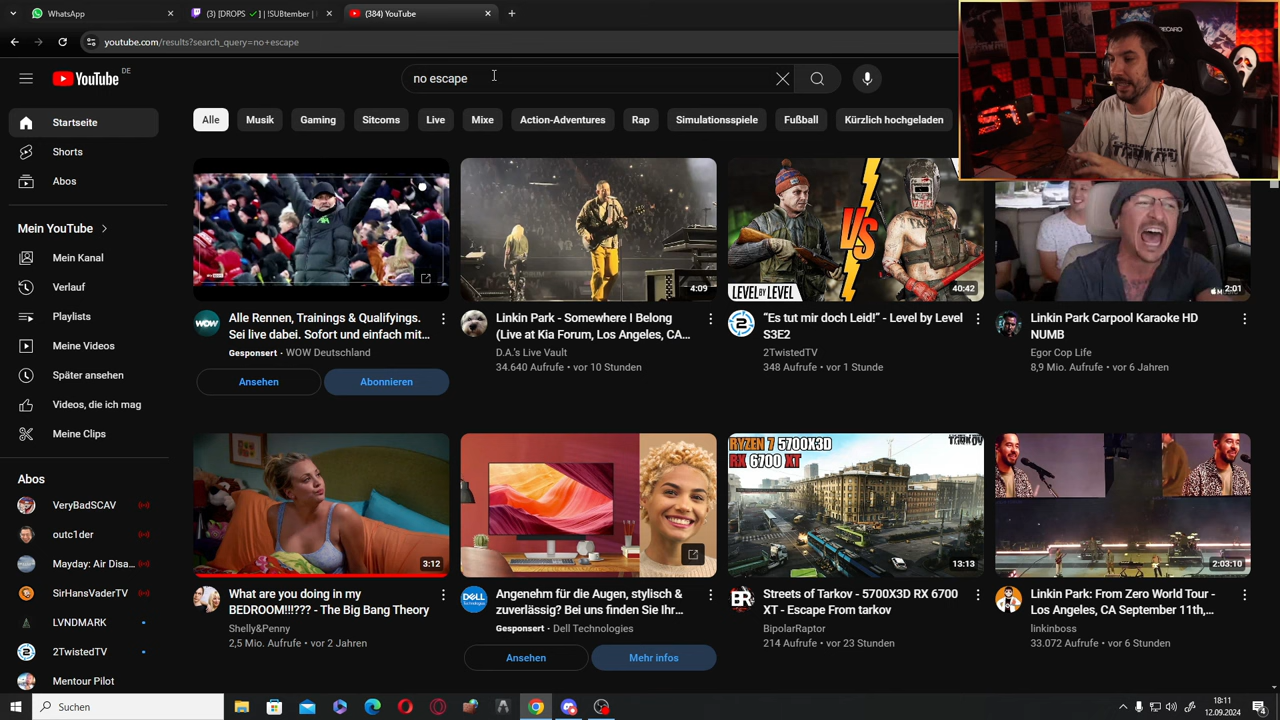 WhatsApp
(3) [DROPS ✓] | !SUBtember |
(384) YouTube
youtube.com/results?search_query=no+escape
YouTube DE
no escape
Alle
Musik
Gaming
Sitcoms
Live
Mixe
Action-Adventures
Rap
Simulationsspiele
Fußball
Kürzlich hochgeladen
Startseite
Shorts
Abos
Mein YouTube
Mein Kanal
Verlauf
Playlists
Meine Videos
Später ansehen
Videos, die ich mag
Meine Clips
Abos
VeryBadSCAV
outc1der
Mayday: Air Disa...
SirHansVaderTV
LVNDMARK
2TwistedTV
Mentour Pilot
WOW
Alle Rennen, Trainings & Qualifyings.
Sei live dabei. Sofort und einfach mit...
Gesponsert • WOW Deutschland
Ansehen
Abonnieren
4:09
Linkin Park - Somewhere I Belong
(Live at Kia Forum, Los Angeles, CA...
D.A.'s Live Vault
34.640 Aufrufe • vor 10 Stunden
VS
LEVEL BY LEVEL
40:42
“Es tut mir doch Leid!” - Level by Level
S3E2
2TwistedTV
348 Aufrufe • vor 1 Stunde
MUSIC
2:01
Linkin Park Carpool Karaoke HD
NUMB
Egor Cop Life
8,9 Mio. Aufrufe • vor 6 Jahren
3:12
What are you doing in my
BEDROOM!!!??? - The Big Bang Theory
Shelly&Penny
2,5 Mio. Aufrufe • vor 2 Jahren
DELL
Angenehm für die Augen, stylisch &
zuverlässig? Bei uns finden Sie Ihr...
Gesponsert • Dell Technologies
Ansehen
Mehr infos
RYZEN 7 5700X3D
RX 6700 XT
13:13
BR
Streets of Tarkov - 5700X3D RX 6700
XT - Escape From tarkov
BipolarRaptor
214 Aufrufe • vor 23 Stunden
2:03:10
Linkin Park: From Zero World Tour -
Los Angeles, CA September 11th,...
linkinboss
33.072 Aufrufe • vor 6 Stunden
Suchen
18:11
12.09.2024
4